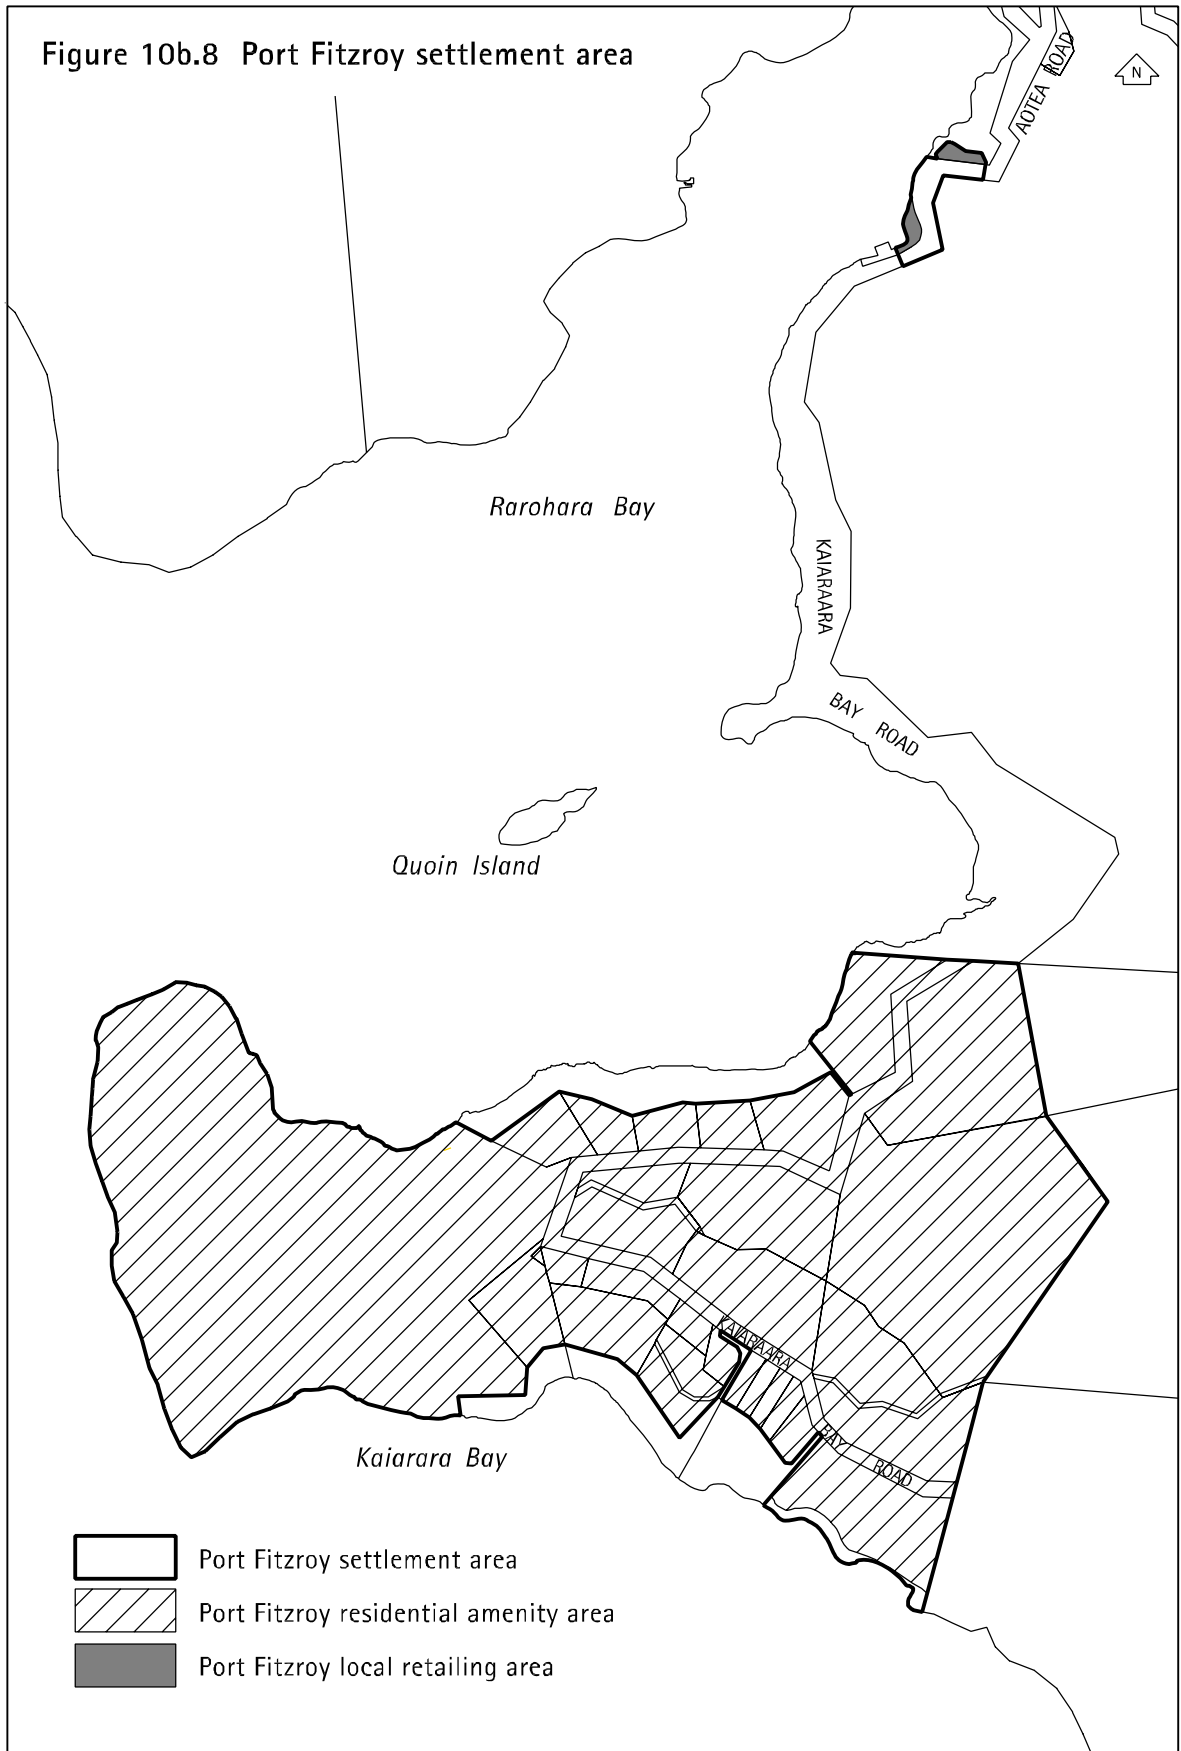 Figure 10b.8 Port Fitzroy settlement area
N
AOTEA ROAD
Rarohara Bay
KAIARAARA
BAY ROAD
Quoin Island
KAIARAARA
BAY
ROAD
Kaiarara Bay
Port Fitzroy settlement area
Port Fitzroy residential amenity area
Port Fitzroy local retailing area